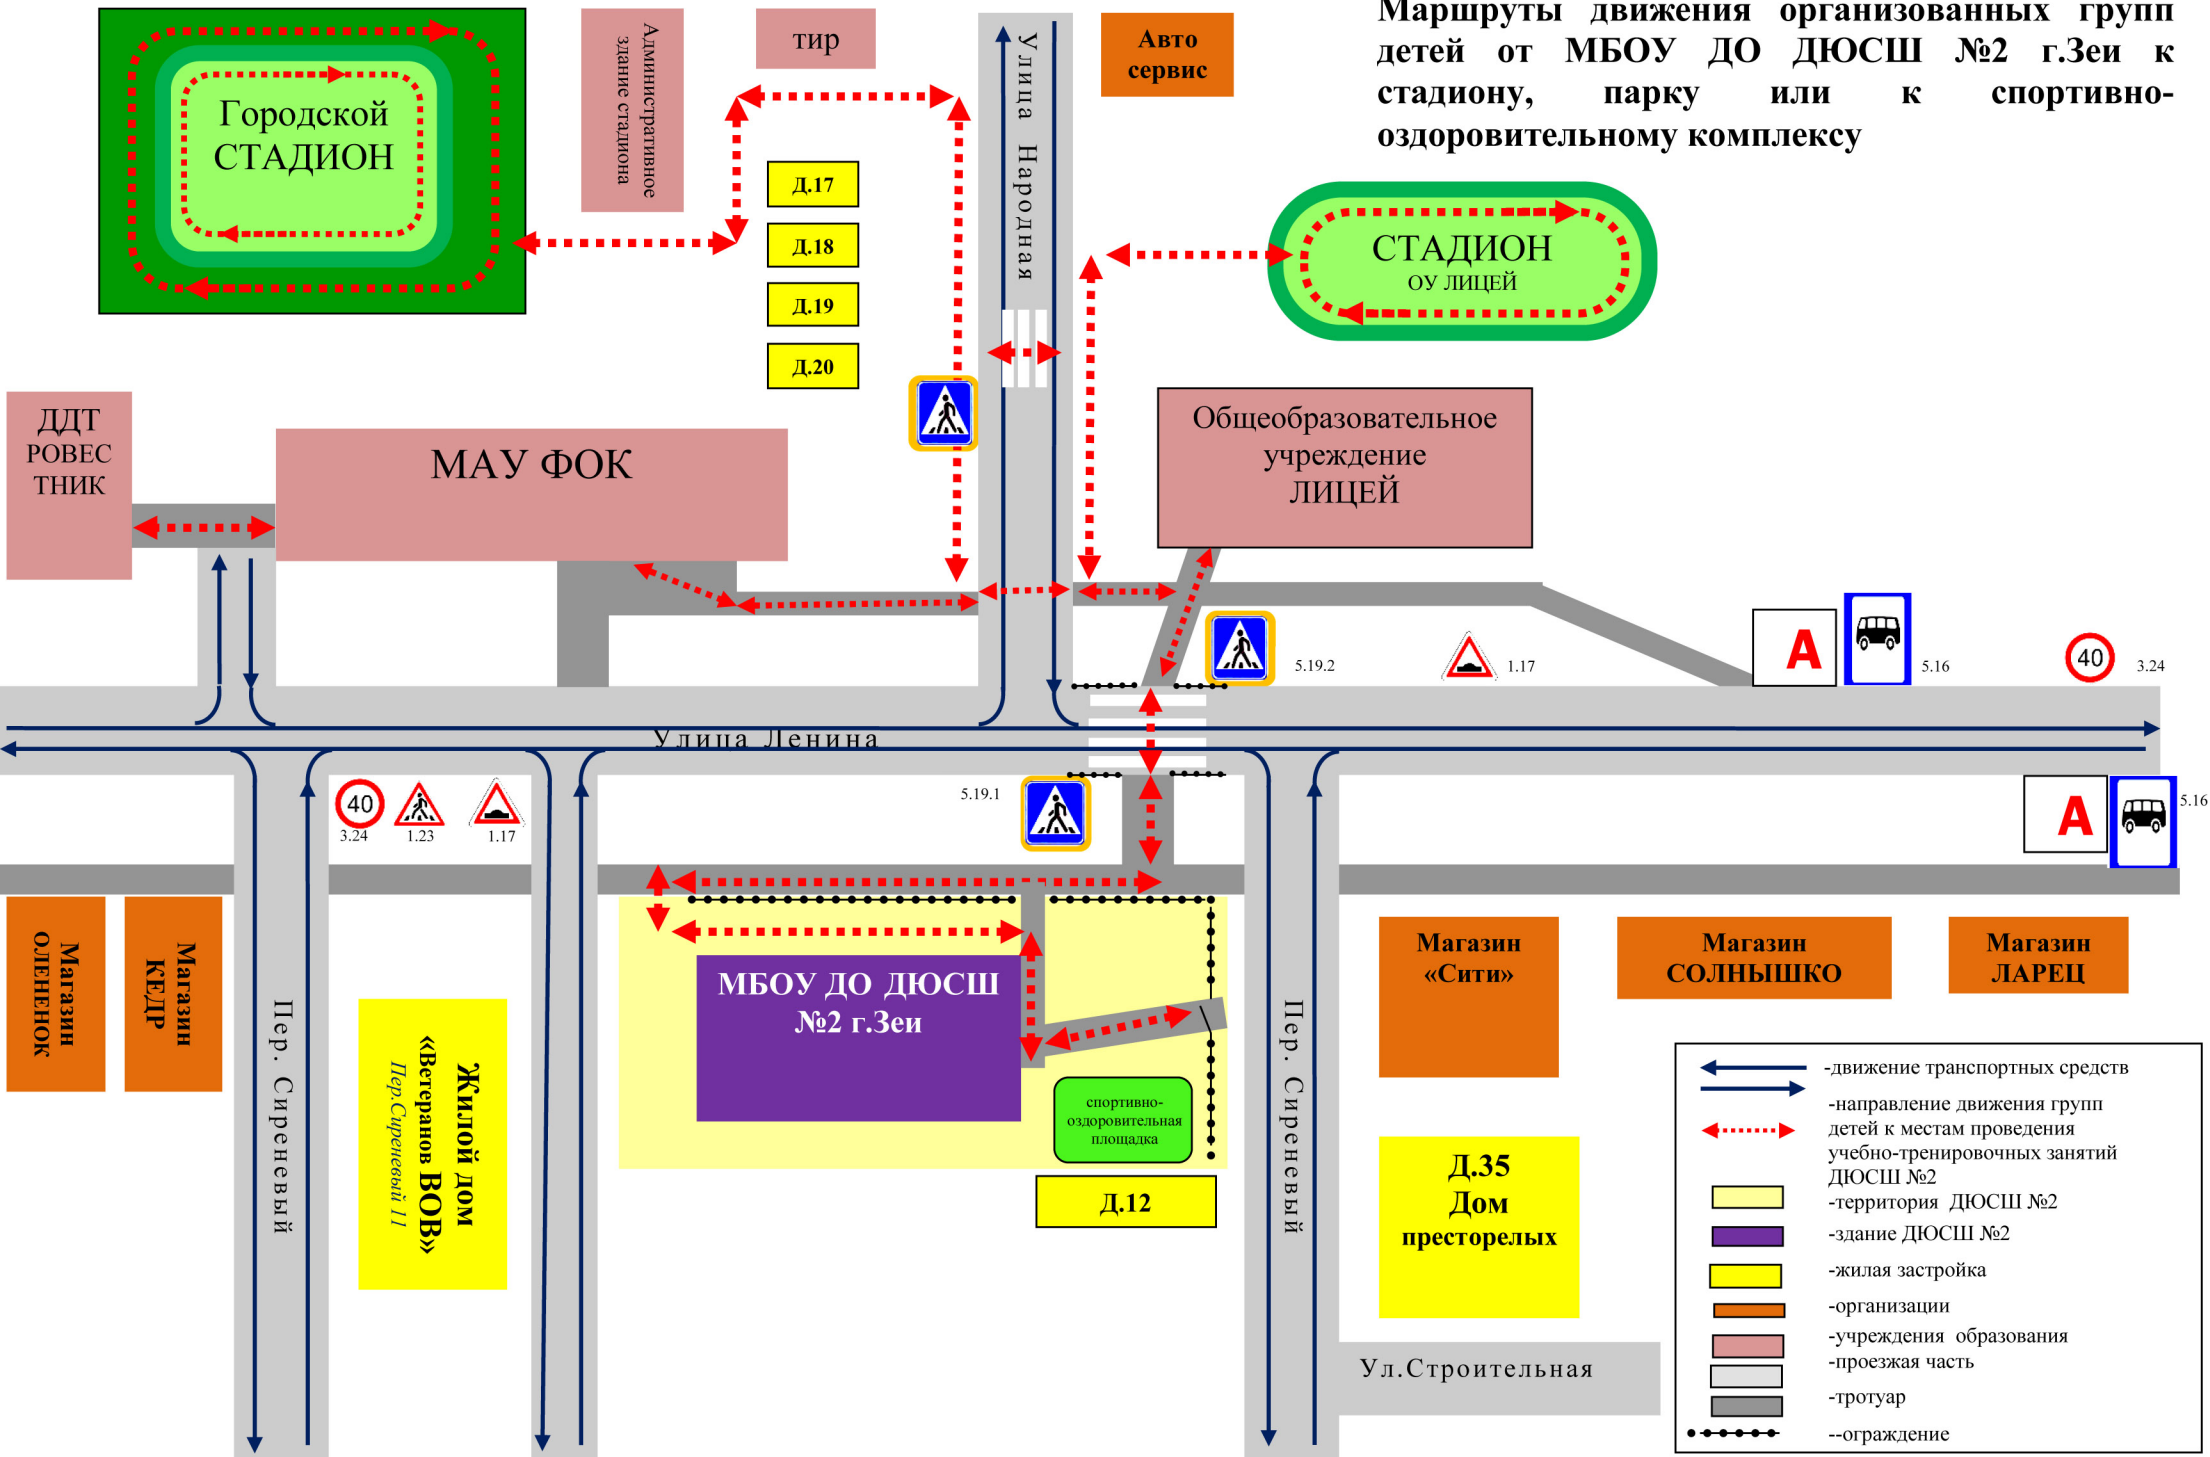 Маршруты движения организованных групп
детей от МБОУ ДО ДЮСШ №2 г.Зеи к
стадиону, парку или к спортивно-
оздоровительному комплексу
Городской
СТАДИОН
Административное
здание стадиона
тир
Улица Народная
Авто
сервис
Д.17
Д.18
Д.19
Д.20
СТАДИОН
ОУ ЛИЦЕЙ
ДДТ
РОВЕС
ТНИК
МАУ ФОК
Общеобразовательное
учреждение
ЛИЦЕЙ
5.19.2
1.17
А
5.16
40
3.24
Улица Ленина
40
3.24
1.23
1.17
5.19.1
А
5.16
Магазин
ОЛЕНЕНОК
Магазин
КЕДР
Пер. Сиреневый
Жилой дом
«Ветеранов ВОВ»
Пер.Сиреневый 11
МБОУ ДО ДЮСШ
№2 г.Зеи
спортивно-
оздоровительная
площадка
Д.12
Пер. Сиреневый
Магазин
«Сити»
Магазин
СОЛНЫШКО
Магазин
ЛАРЕЦ
Д.35
Дом
престорелых
Ул.Строительная
-движение транспортных средств
-направление движения групп
детей к местам проведения
учебно-тренировочных занятий
ДЮСШ №2
-территория ДЮСШ №2
-здание ДЮСШ №2
-жилая застройка
-организации
-учреждения образования
-проезжая часть
-тротуар
--ограждение